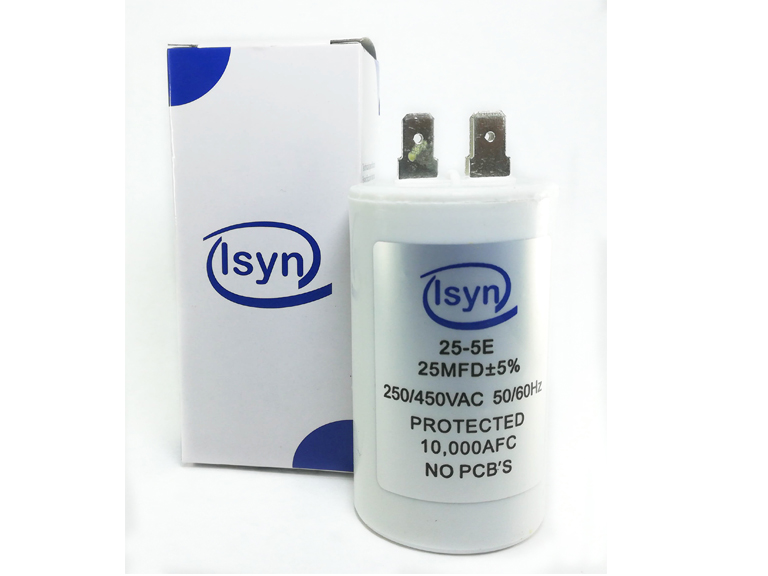 Isyn
Isyn
25-5E
25MFD±5%
250/450VAC 50/60Hz
PROTECTED
10,000AFC
NO PCB'S